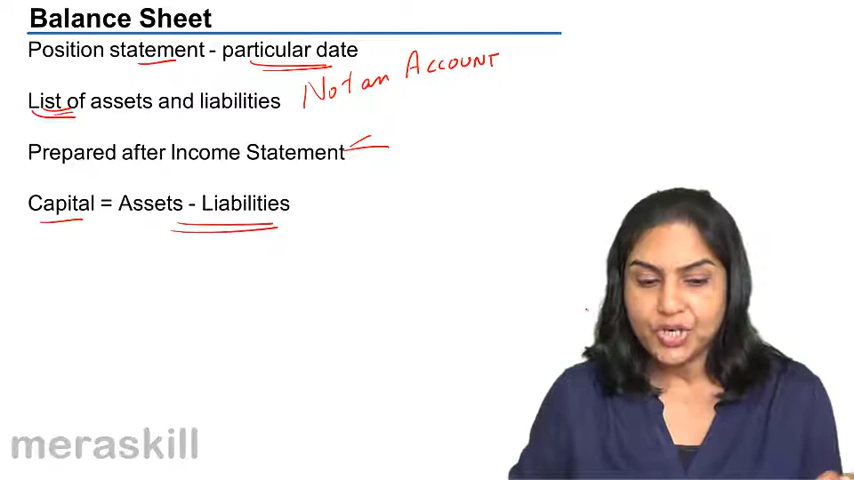 Balance Sheet
Position statement - particular date
Not an Account
List of assets and liabilities
Prepared after Income Statement
Capital = Assets - Liabilities
meraskill